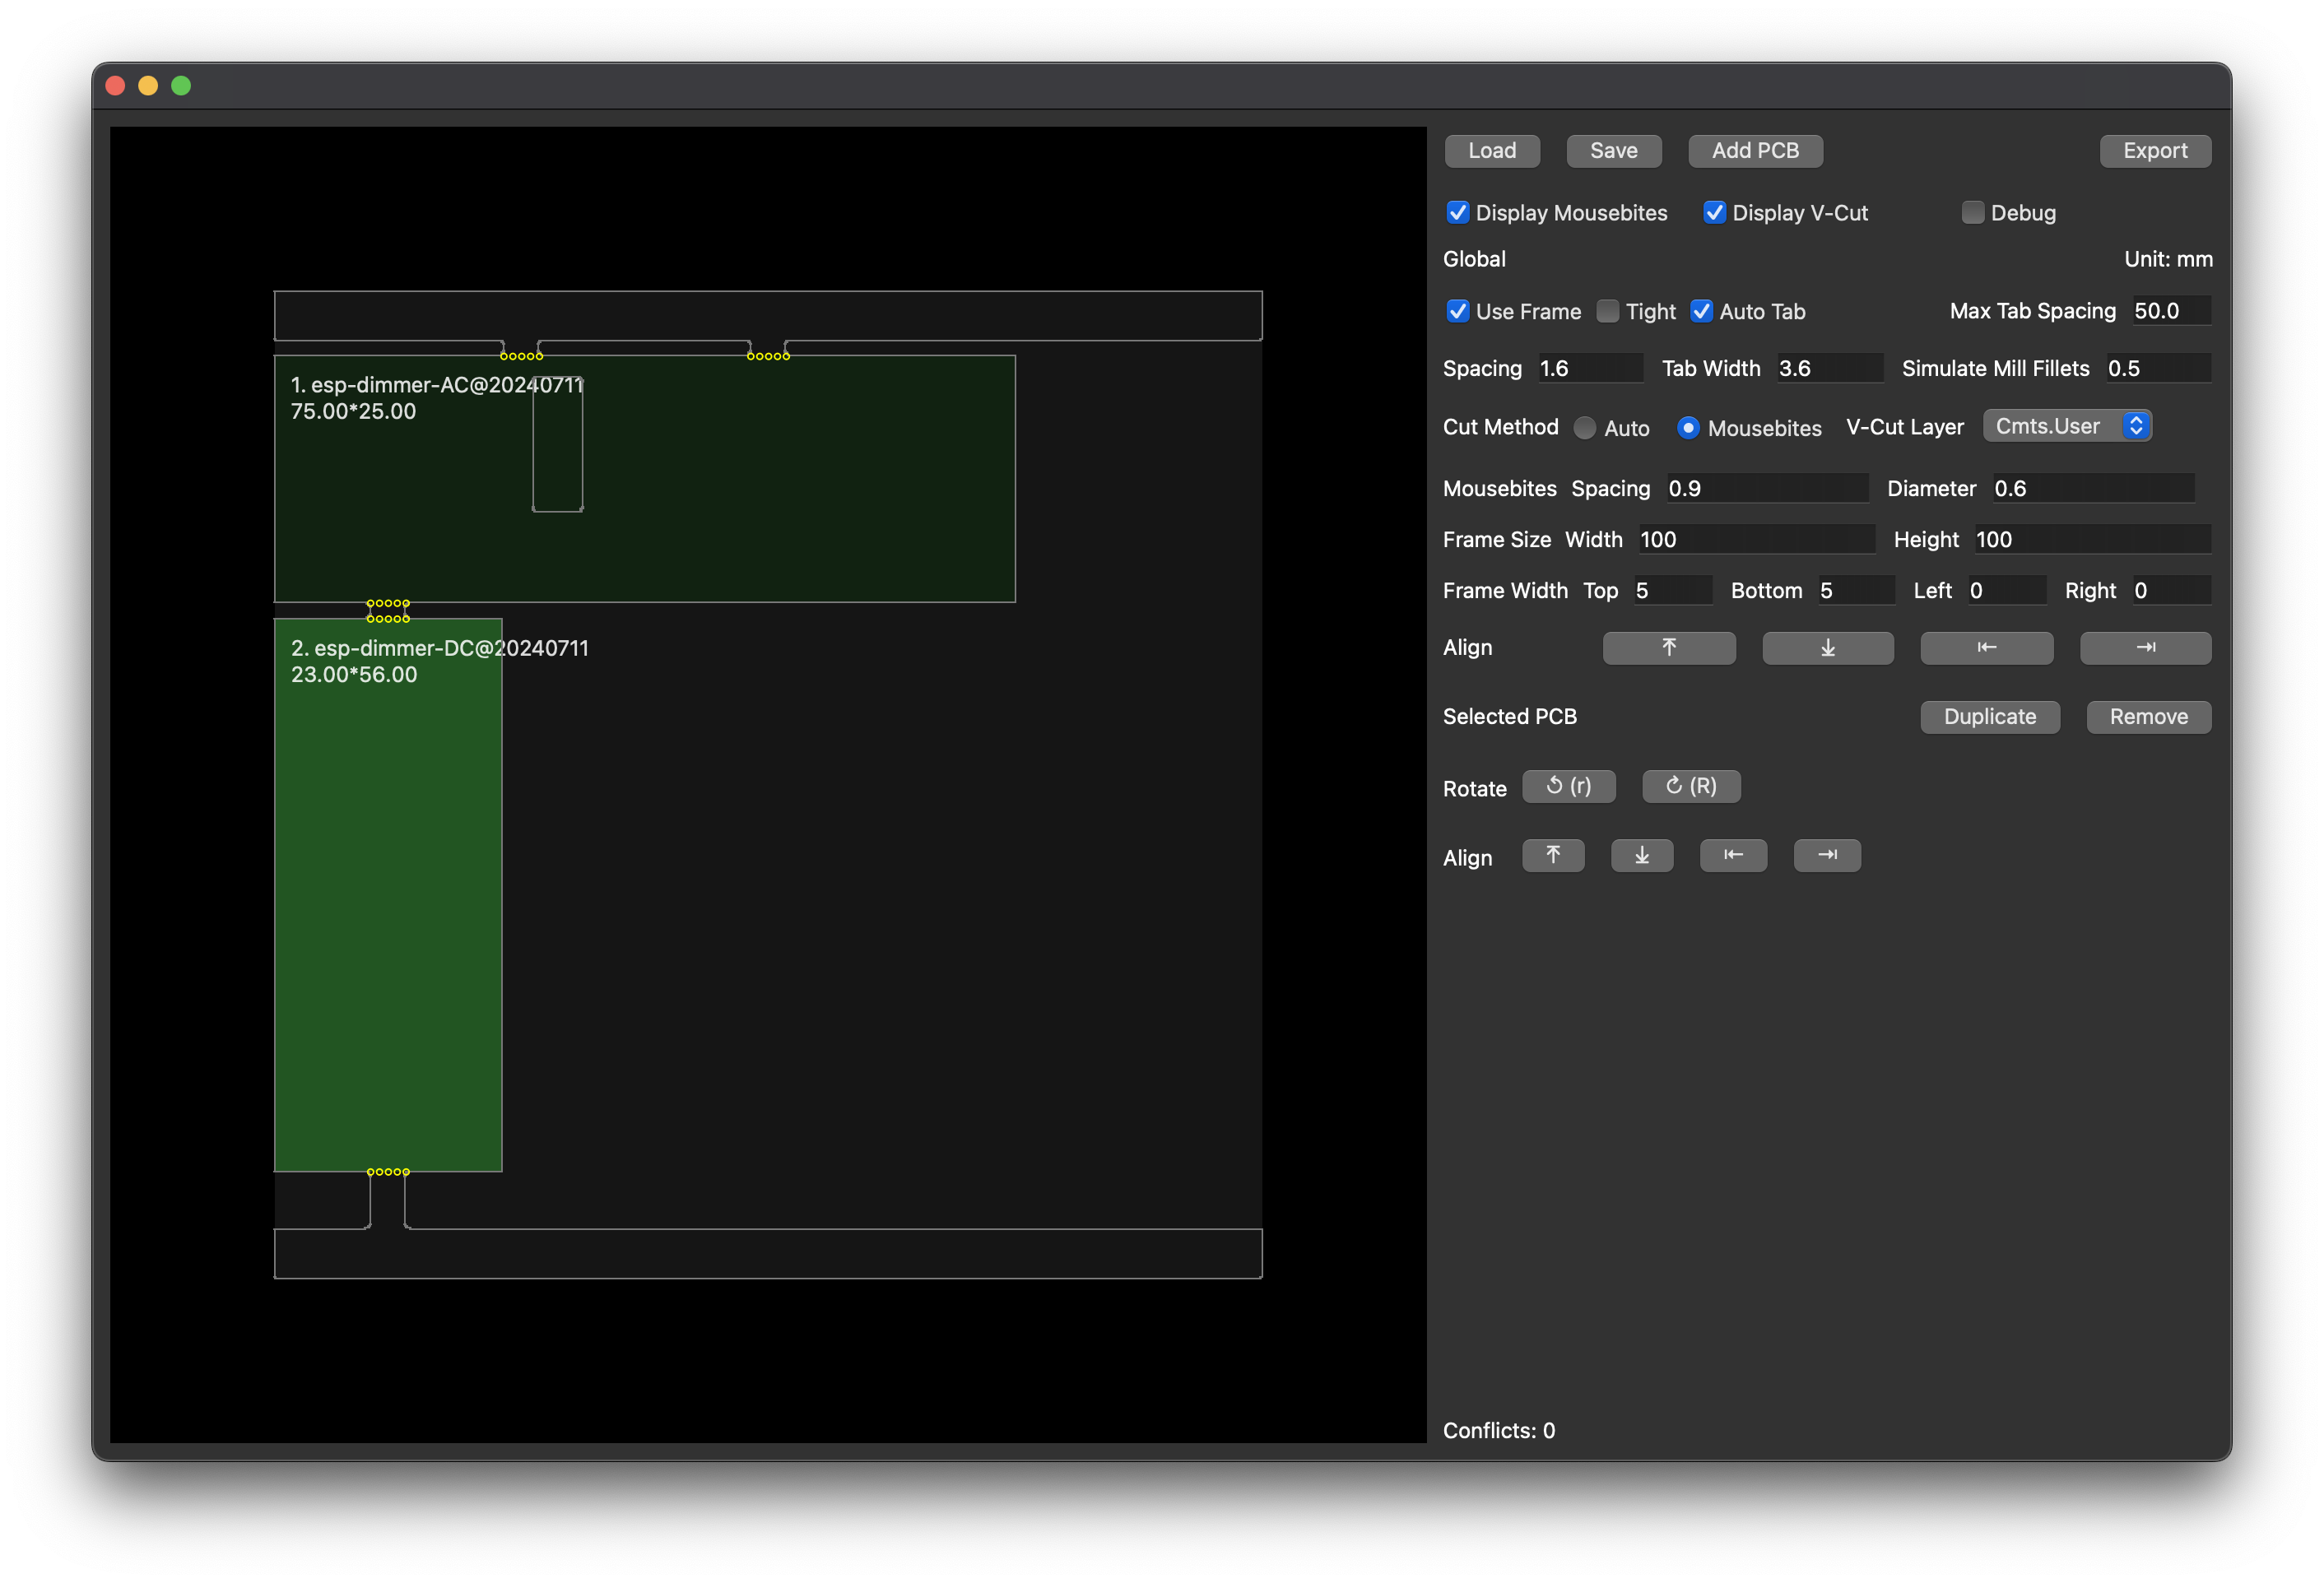 1. esp-dimmer-AC@20240711
75.00*25.00
2. esp-dimmer-DC@20240711
23.00*56.00
Load Save Add PCB Export
Display Mousebites Display V-Cut Debug
Global Unit: mm
Use Frame Tight Auto Tab Max Tab Spacing 50.0
Spacing 1.6 Tab Width 3.6 Simulate Mill Fillets 0.5
Cut Method Auto Mousebites V-Cut Layer Cmts.User
Mousebites Spacing 0.9 Diameter 0.6
Frame Size Width 100 Height 100
Frame Width Top 5 Bottom 5 Left 0 Right 0
Align
Selected PCB Duplicate Remove
Rotate (r) (R)
Align
Conflicts: 0